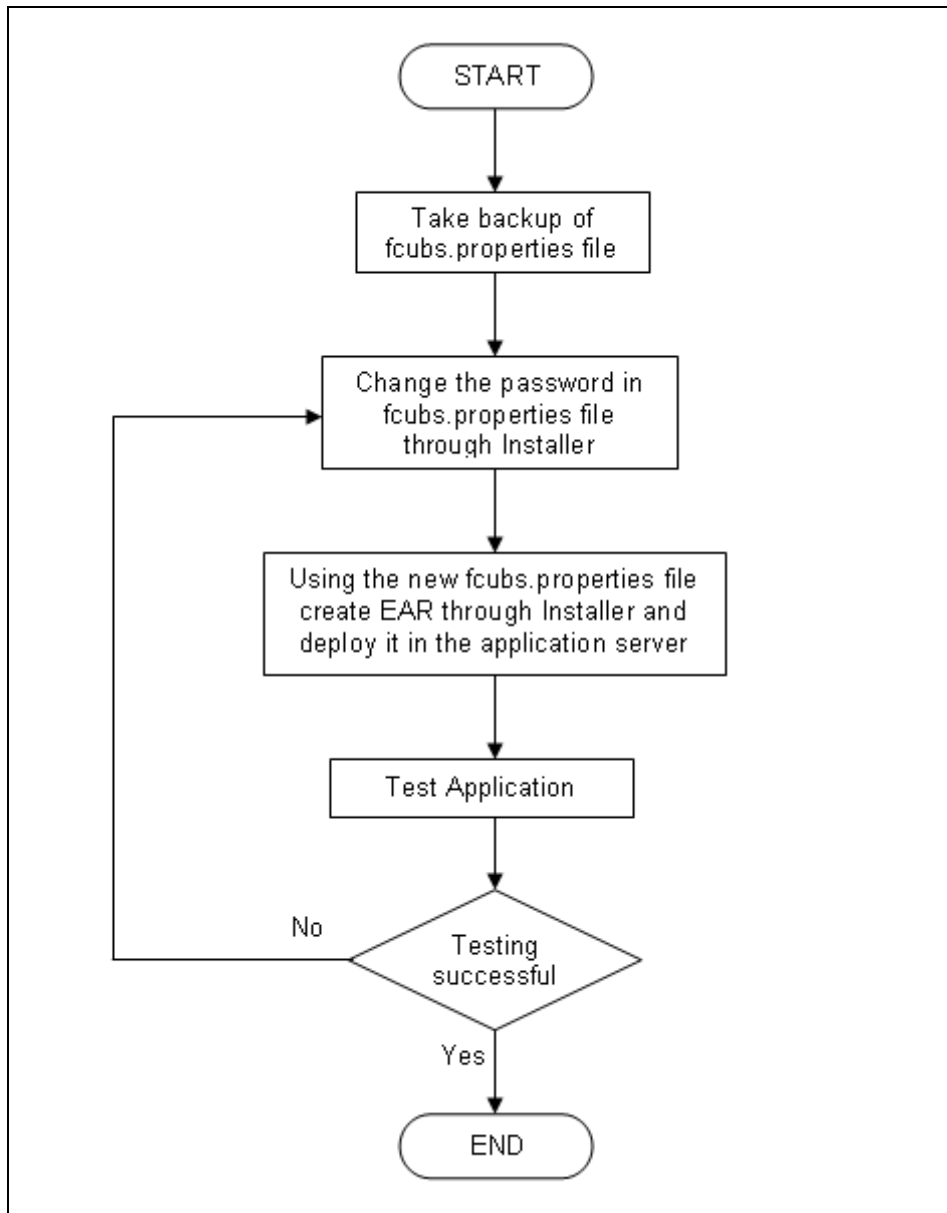 START
Take backup of
fcubs.properties file
Change the password in
fcubs.properties file
through Installer
Using the new fcubs.properties file
create EAR through Installer and
deploy it in the application server
Test Application
No
Testing
successful
Yes
END